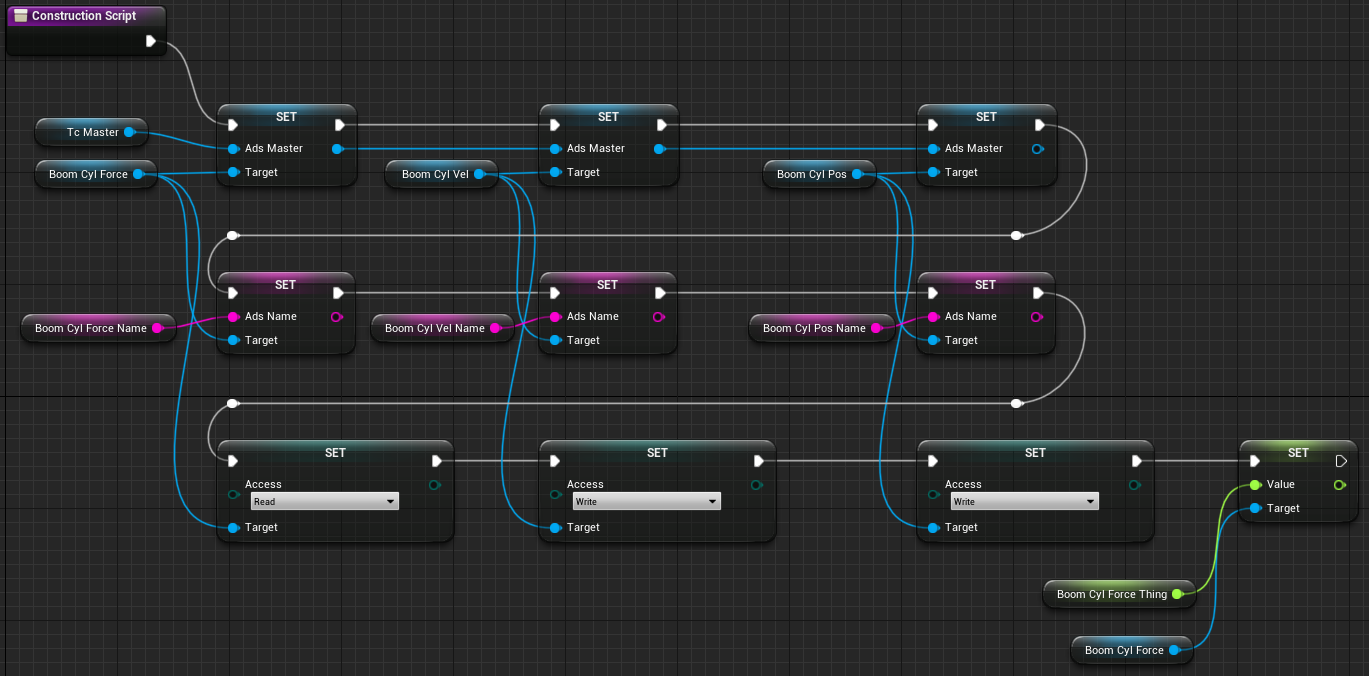 Construction Script
SET
SET
SET
Tc Master
Ads Master
Ads Master
Ads Master
Boom Cyl Force
Target
Boom Cyl Vel
Target
Boom Cyl Pos
Target
SET
SET
SET
Ads Name
Ads Name
Ads Name
Boom Cyl Force Name
Boom Cyl Vel Name
Boom Cyl Pos Name
Target
Target
Target
SET
SET
SET
SET
Access
Access
Access
Value
Read
Write
Write
Target
Target
Target
Target
Boom Cyl Force Thing
Boom Cyl Force